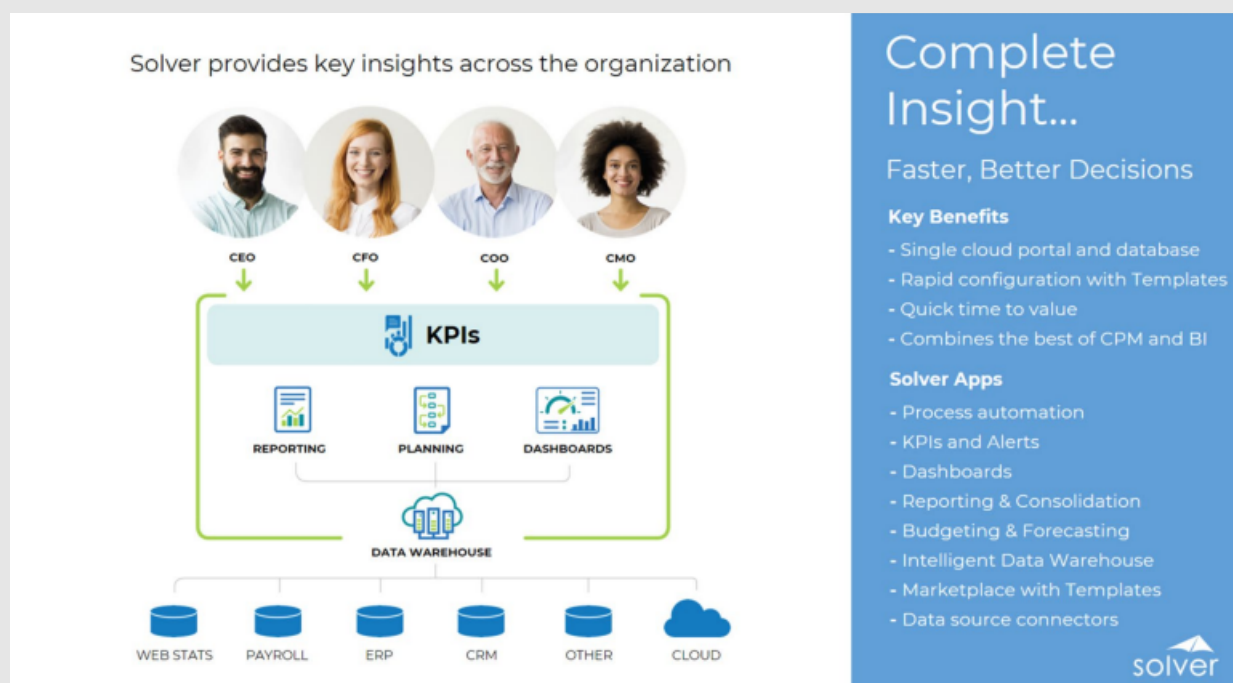 Solver provides key insights across the organization
CEO
CFO
COO
CMO
KPIs
REPORTING
PLANNING
DASHBOARDS
DATA WAREHOUSE
WEB STATS
PAYROLL
ERP
CRM
OTHER
CLOUD
Complete
Insight...
Faster, Better Decisions
Key Benefits
- Single cloud portal and database
- Rapid configuration with Templates
- Quick time to value
- Combines the best of CPM and BI
Solver Apps
- Process automation
- KPIs and Alerts
- Dashboards
- Reporting & Consolidation
- Budgeting & Forecasting
- Intelligent Data Warehouse
- Marketplace with Templates
- Data source connectors
solver